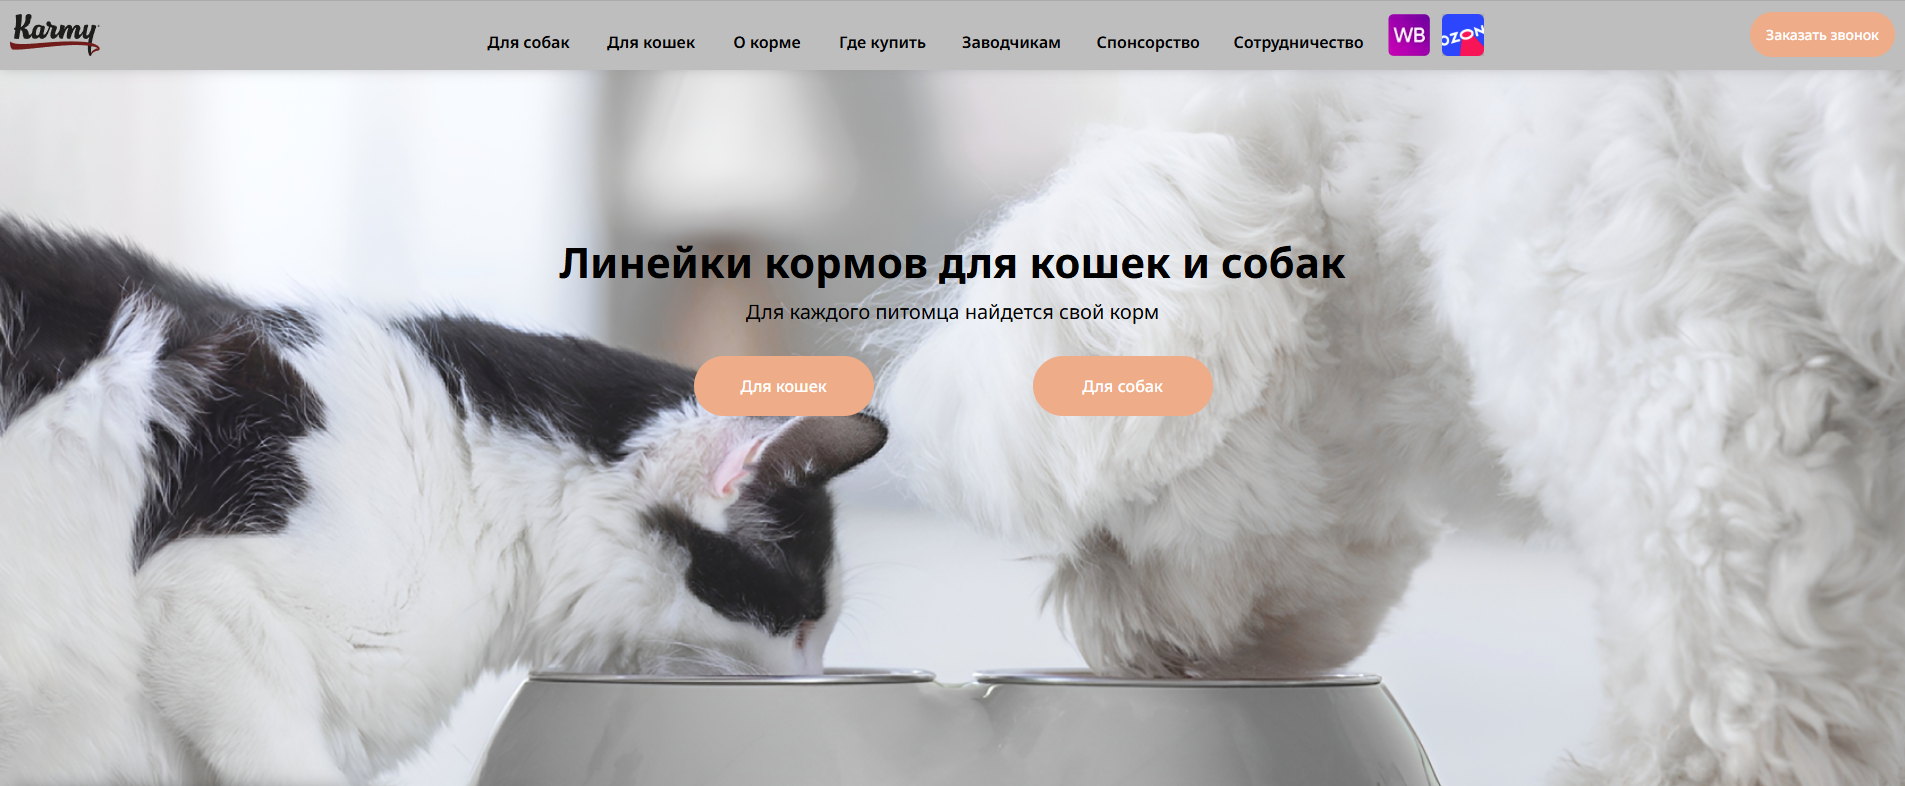 Karmy
Для собак
Для кошек
О корме
Где купить
Заводчикам
Спонсорство
Сотрудничество
WB
OZON
Заказать звонок
Линейки кормов для кошек и собак
Для каждого питомца найдется свой корм
Для кошек
Для собак